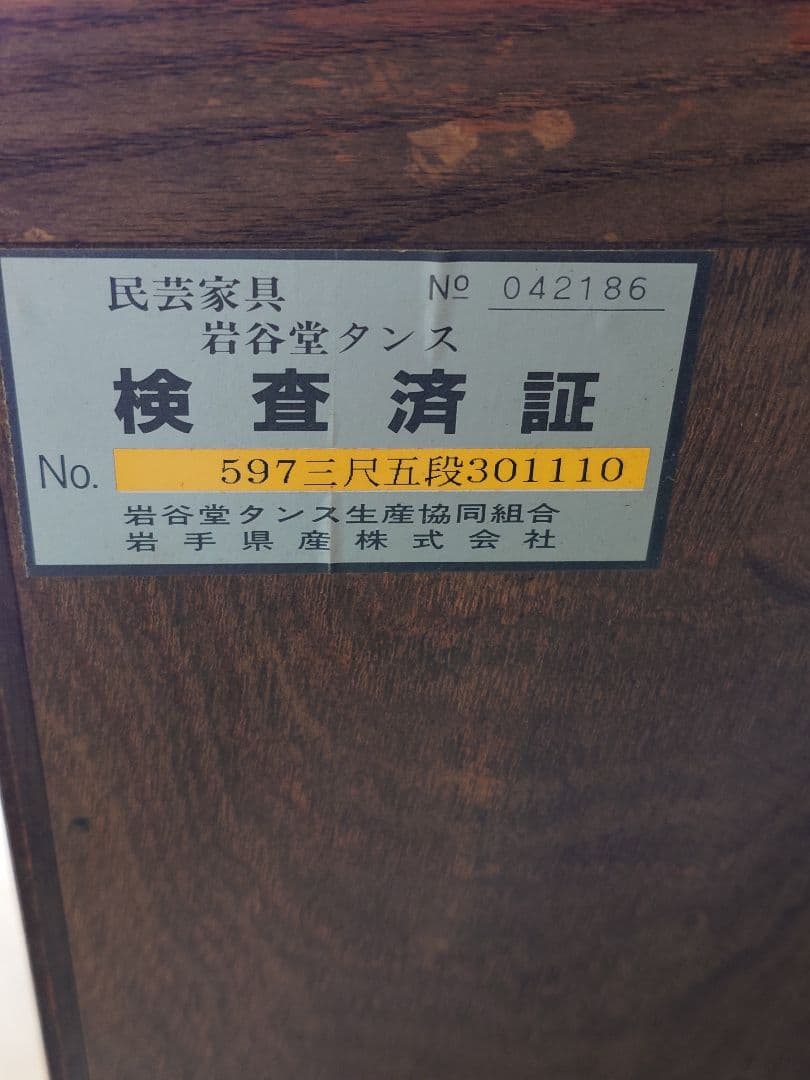 民芸家具 Nº 042186
岩谷堂タンス
検査済証
No. 597三尺五段301110
岩谷堂タンス生産協同組合
岩手県産株式会社